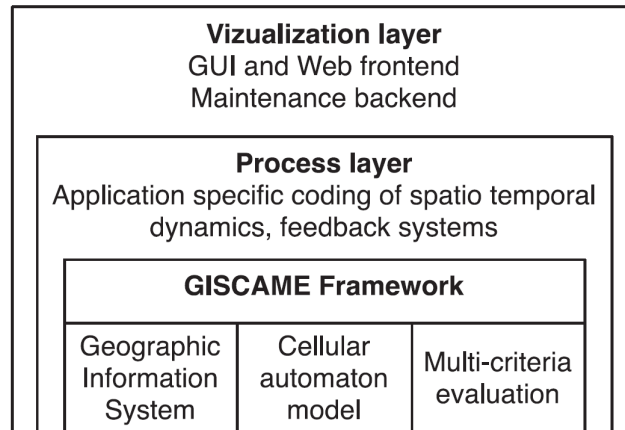 Vizualization layer
GUI and Web frontend
Maintenance backend
Process layer
Application specific coding of spatio temporal
dynamics, feedback systems
GISCAME Framework
Geographic
Information
System
Cellular
automaton
model
Multi-criteria
evaluation